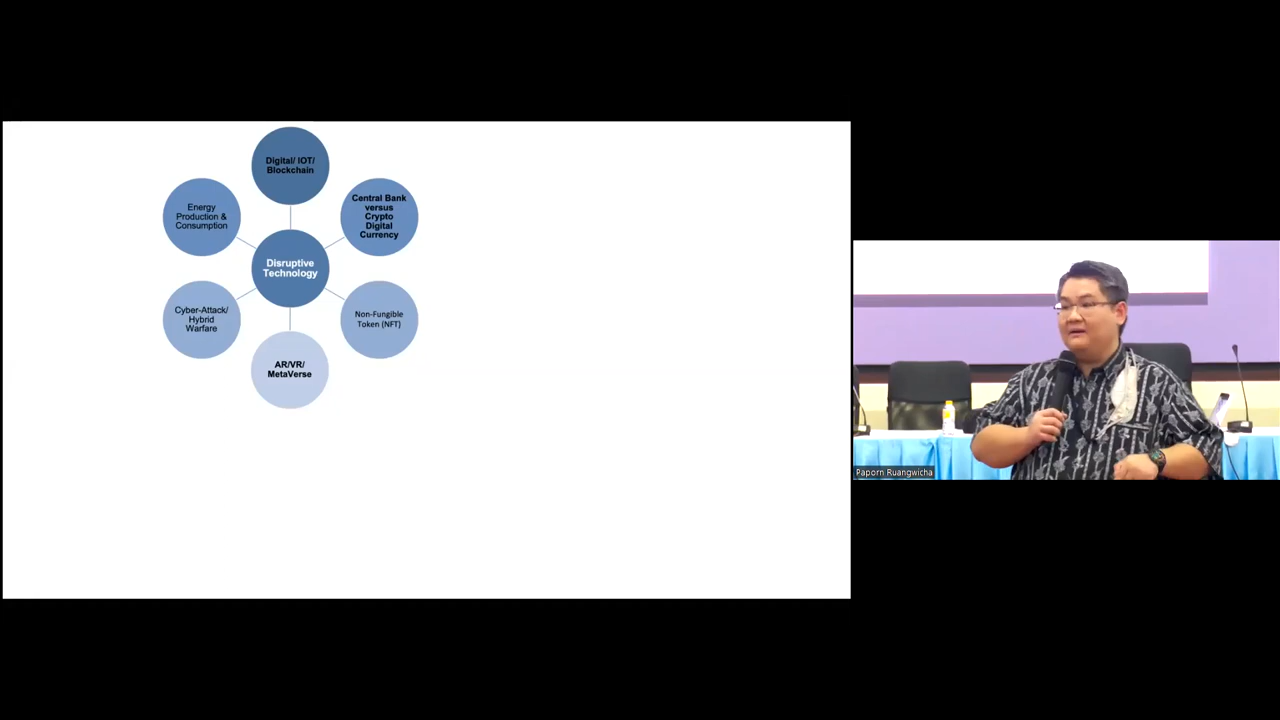 Digital/ IOT/
Blockchain
Energy
Production &
Consumption
Central Bank
versus
Crypto
Digital
Currency
Disruptive
Technology
Cyber-Attack/
Hybrid
Warfare
Non-Fungible
Token (NFT)
AR/VR/
MetaVerse
Paporn Ruangwicha